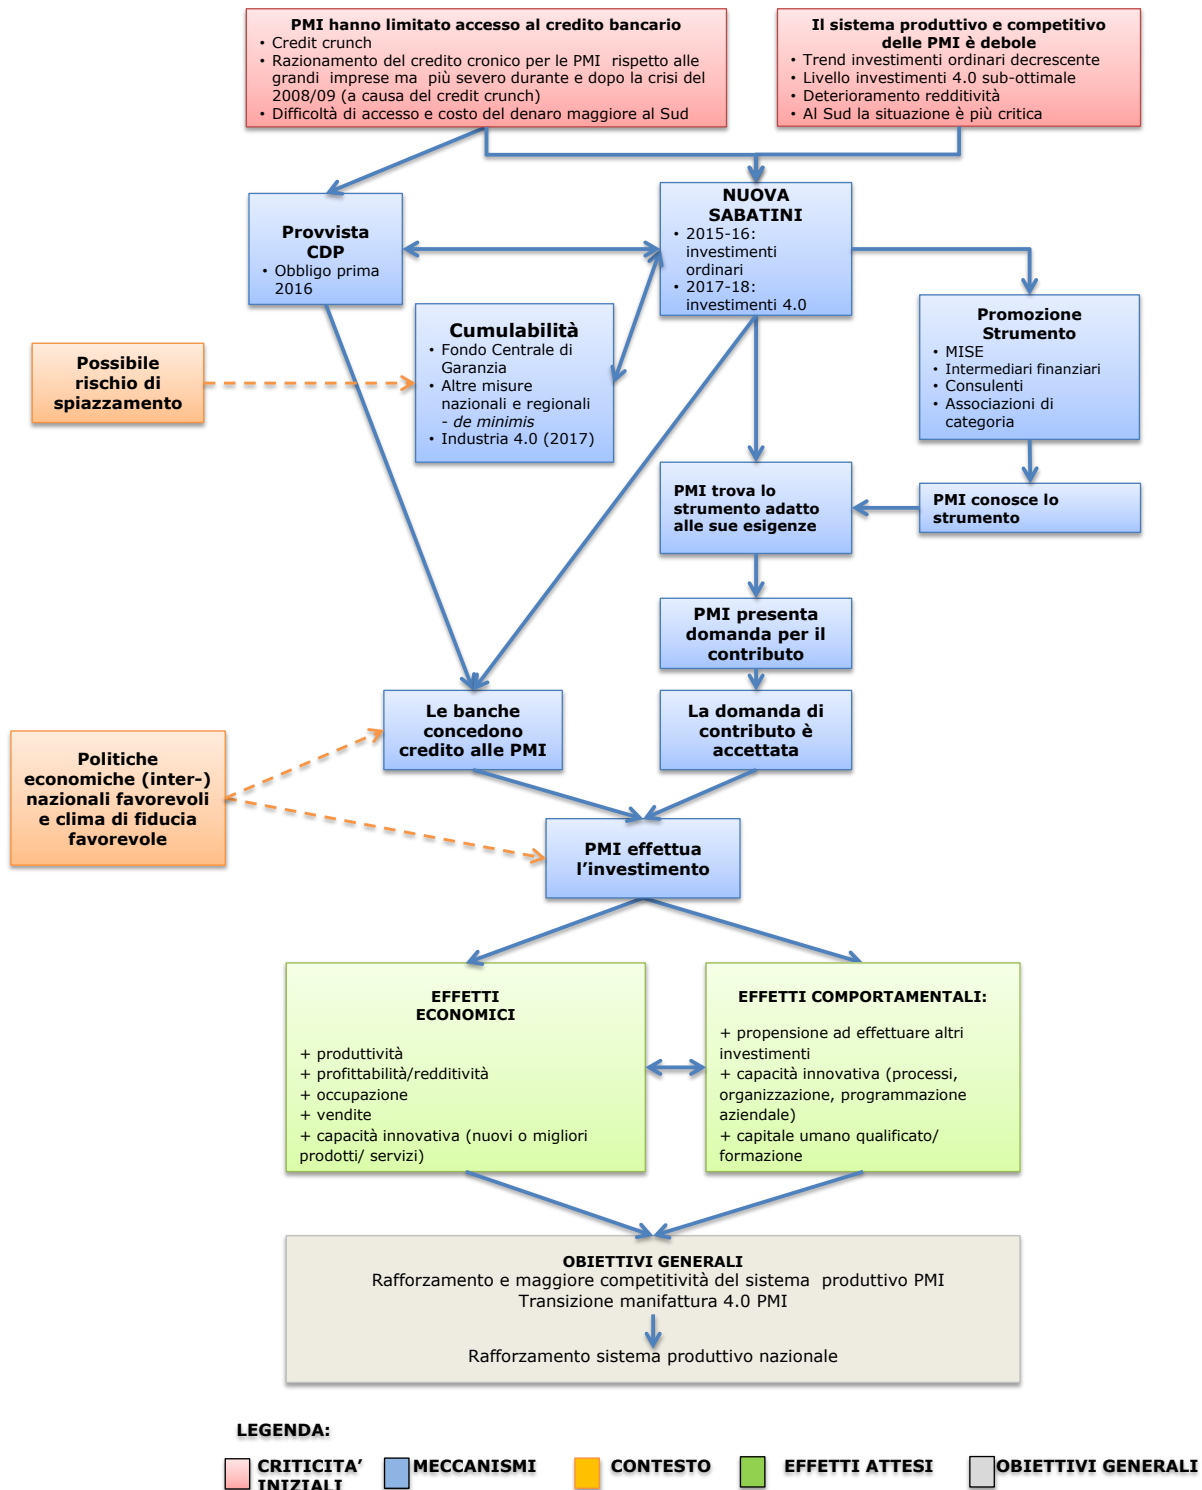 PMI hanno limitato accesso al credito bancario
• Credit crunch
• Razionamento del credito cronico per le PMI rispetto alle
grandi imprese ma più severo durante e dopo la crisi del
2008/09 (a causa del credit crunch)
• Difficoltà di accesso e costo del denaro maggiore al Sud
Il sistema produttivo e competitivo
delle PMI è debole
• Trend investimenti ordinari decrescente
• Livello investimenti 4.0 sub-ottimale
• Deterioramento redditività
• Al Sud la situazione è più critica
Provvista
CDP
• Obbligo prima
2016
NUOVA
SABATINI
• 2015-16:
investimenti
ordinari
• 2017-18:
investimenti 4.0
Promozione
Strumento
• MISE
• Intermediari finanziari
• Consulenti
• Associazioni di
categoria
Cumulabilità
• Fondo Centrale di
Garanzia
• Altre misure
nazionali e regionali
- de minimis
• Industria 4.0 (2017)
Possibile
rischio di
spiazzamento
PMI trova lo
strumento adatto
alle sue esigenze
PMI conosce lo
strumento
PMI presenta
domanda per il
contributo
Le banche
concedono
credito alle PMI
La domanda di
contributo è
accettata
Politiche
economiche (inter-)
nazionali favorevoli
e clima di fiducia
favorevole
PMI effettua
l’investimento
EFFETTI
ECONOMICI
+ produttività
+ profittabilità/redditività
+ occupazione
+ vendite
+ capacità innovativa (nuovi o migliori
prodotti/ servizi)
EFFETTI COMPORTAMENTALI:
+ propensione ad effettuare altri
investimenti
+ capacità innovativa (processi,
organizzazione, programmazione
aziendale)
+ capitale umano qualificato/
formazione
OBIETTIVI GENERALI
Rafforzamento e maggiore competitività del sistema produttivo PMI
Transizione manifattura 4.0 PMI
Rafforzamento sistema produttivo nazionale
LEGENDA:
CRITICITA’
INIZIALI
MECCANISMI
CONTESTO
EFFETTI ATTESI
OBIETTIVI GENERALI